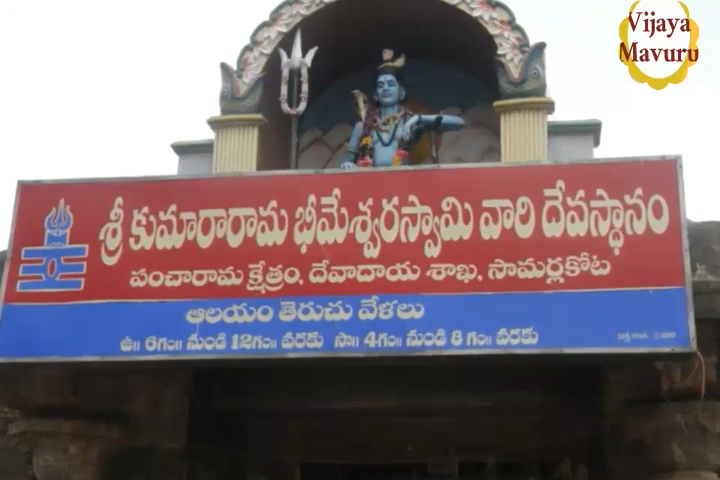 Vijaya
Mavuru
శ్రీ కుమారారామ భీమేశ్వరస్వామి వారి దేవస్థానం
పంచారామ క్షేత్రం, దేవాదాయ శాఖ, సామర్లకోట
ఆలయం తెరుచు వేళలు
ఉ॥ 6గం॥ నుండి 12గం॥ వరకు సా॥ 4గం॥ నుండి 8 గం॥ వరకు